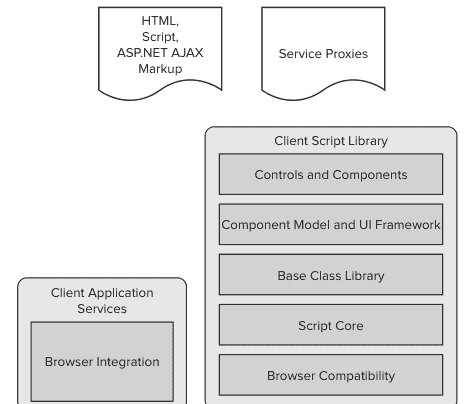 HTML,
Script,
ASP.NET AJAX
Markup
Service Proxies
Client Script Library
Controls and Components
Component Model and UI Framework
Base Class Library
Script Core
Browser Compatibility
Client Application
Services
Browser Integration